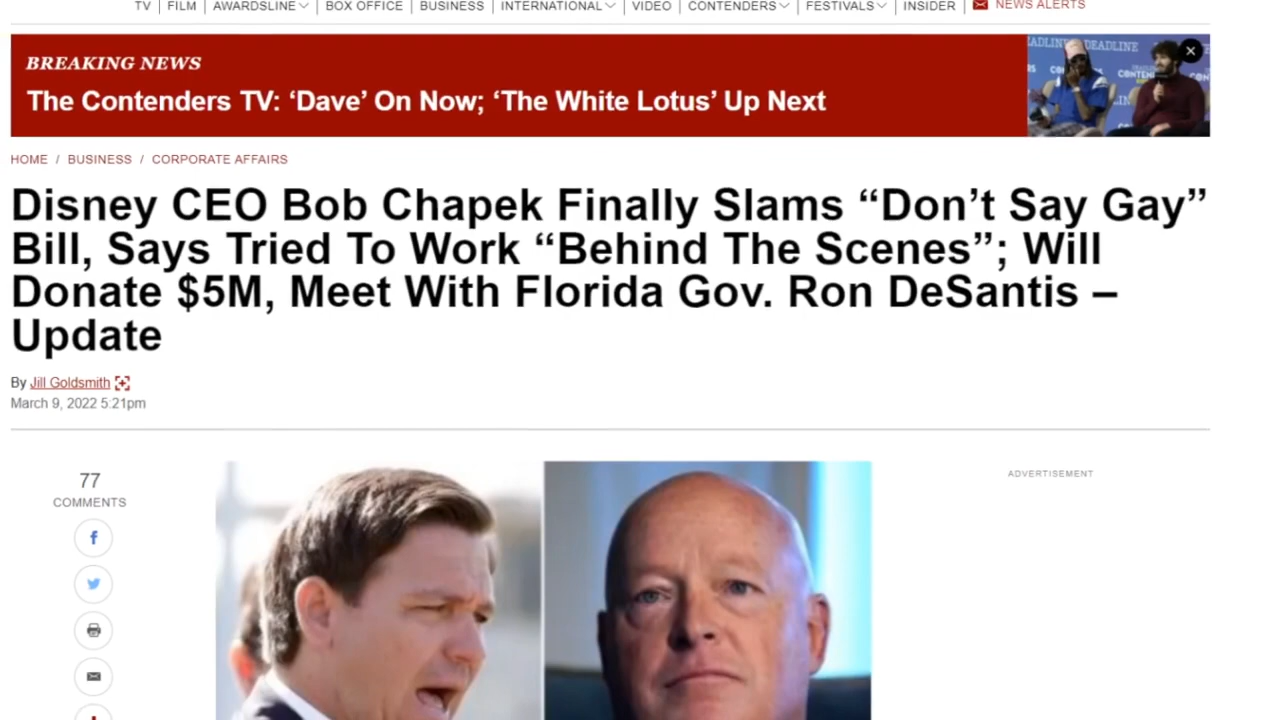 TV FILM AWARDSLINE BOX OFFICE BUSINESS INTERNATIONAL VIDEO CONTENDERS FESTIVALS INSIDER NEWS ALERTS
BREAKING NEWS
The Contenders TV: ‘Dave’ On Now; ‘The White Lotus’ Up Next
HOME / BUSINESS / CORPORATE AFFAIRS
Disney CEO Bob Chapek Finally Slams “Don’t Say Gay”
Bill, Says Tried To Work “Behind The Scenes”; Will
Donate $5M, Meet With Florida Gov. Ron DeSantis –
Update
By Jill Goldsmith
March 9, 2022 5:21pm
77
COMMENTS
ADVERTISEMENT